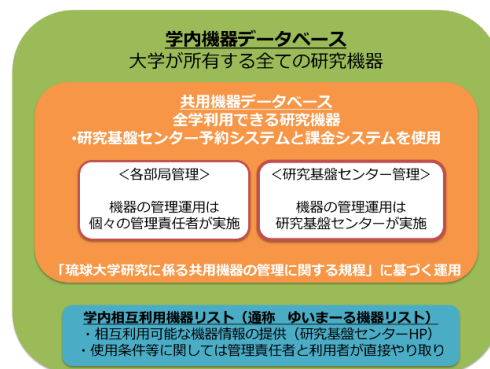 学内機器データベース
大学が所有する全ての研究機器
共用機器データベース
全学利用できる研究機器
・研究基盤センター予約システムと課金システムを使用
＜各部局管理＞
機器の管理運用は
個々の管理責任者が実施
＜研究基盤センター管理＞
機器の管理運用は
研究基盤センターが実施
「琉球大学研究に係る共用機器の管理に関する規程」に基づく運用
学内相互利用機器リスト（通称　ゆいまーる機器リスト）
・相互利用可能な機器情報の提供（研究基盤センターHP）
・使用条件等に関しては管理責任者と利用者が直接やり取り